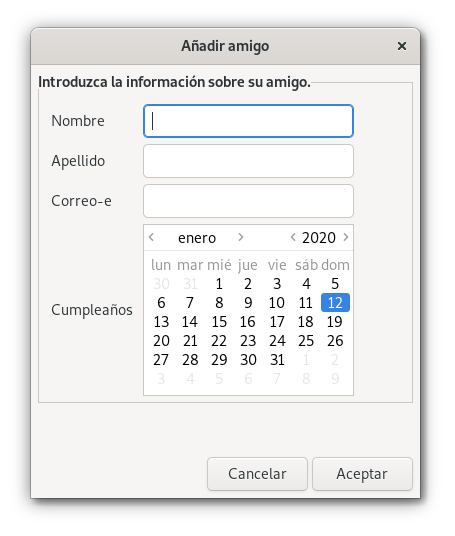 Añadir amigo ×
Introduzca la información sobre su amigo.
Nombre
Apellido
Correo-e
enero 2020
lun mar mié jue vie sáb dom
30 31 1 2 3 4 5
6 7 8 9 10 11 12
Cumpleaños
13 14 15 16 17 18 19
20 21 22 23 24 25 26
27 28 29 30 31 1 2
3 4 5 6 7 8 9
Cancelar Aceptar